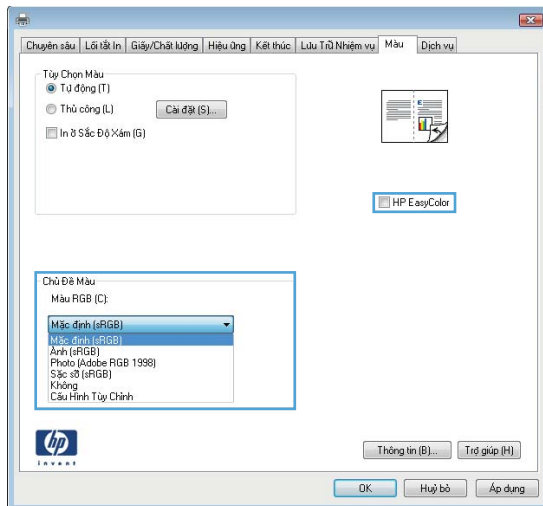 Chuyên sâu Lối tắt In Giấy/Chất lượng Hiệu ứng Kết thúc Lưu Trữ Nhiệm vụ Màu Dịch vụ
Tùy Chọn Màu
Tự động (T)
Thủ công (L) Cài đặt (S)...
In ở Sắc Độ Xám (G)
HP EasyColor
Chủ Đề Màu
Màu RGB (C):
Mặc định (sRGB)
Mặc định (sRGB)
Ảnh (sRGB)
Photo (Adobe RGB 1998)
Sặc sỡ (sRGB)
Không
Cấu Hình Tùy Chỉnh
hp
invent
Thông tin (B)... Trợ giúp (H)
OK Huỷ bỏ Áp dụng